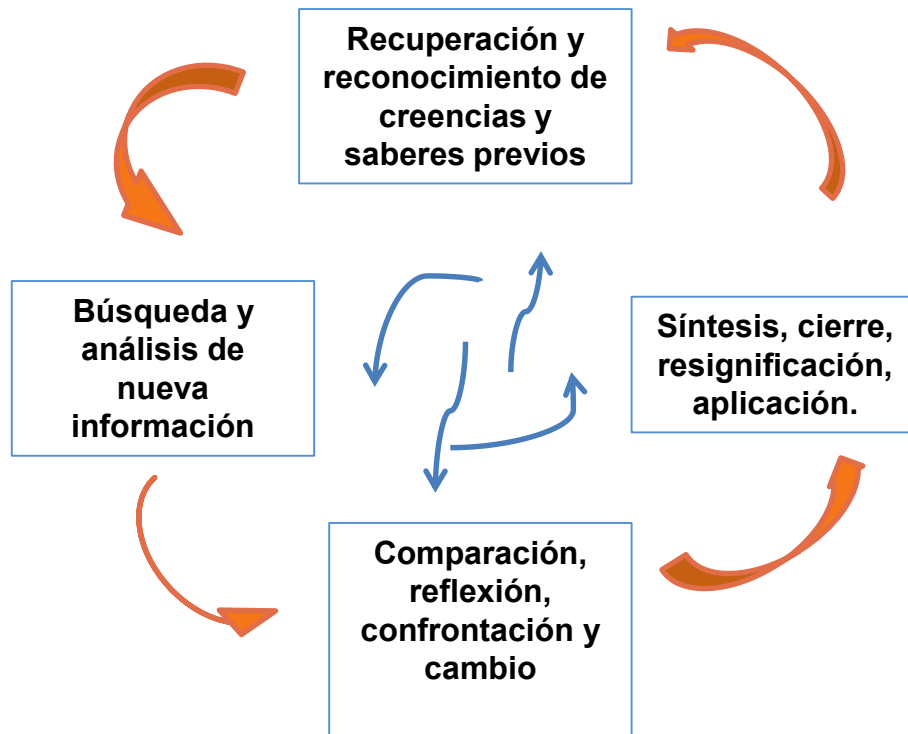 Recuperación y
reconocimiento de
creencias y
saberes previos
Búsqueda y
análisis de
nueva
información
Síntesis, cierre,
resignificación,
aplicación.
Comparación,
reflexión,
confrontación y
cambio